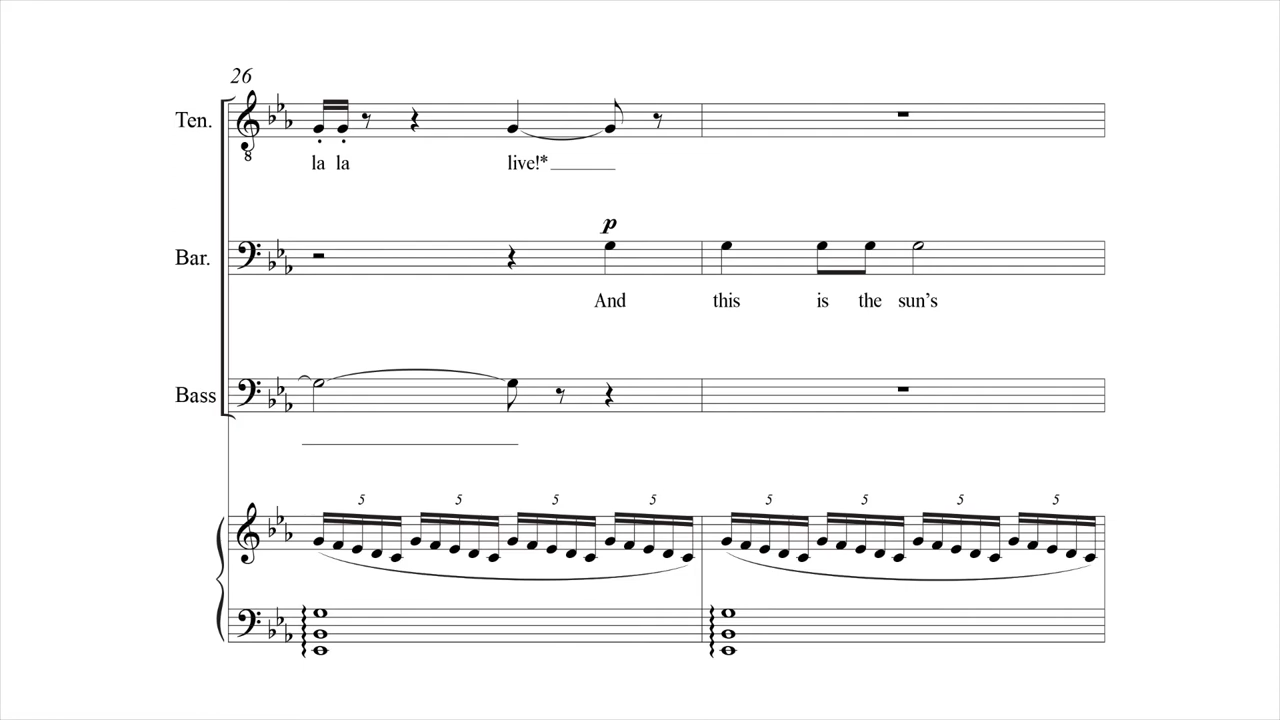 26
Ten.
la la live!*
p
Bar.
And this is the sun’s
Bass
5 5 5 5 5 5 5 5